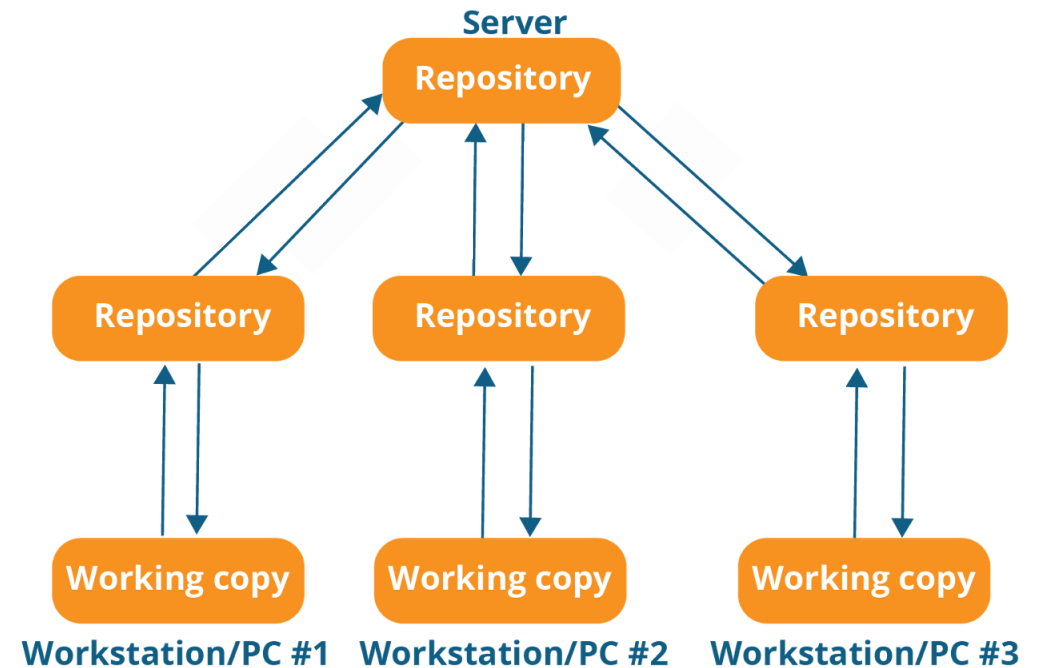 Server
Repository
Repository
Repository
Repository
Working copy
Working copy
Working copy
Workstation/PC #1
Workstation/PC #2
Workstation/PC #3